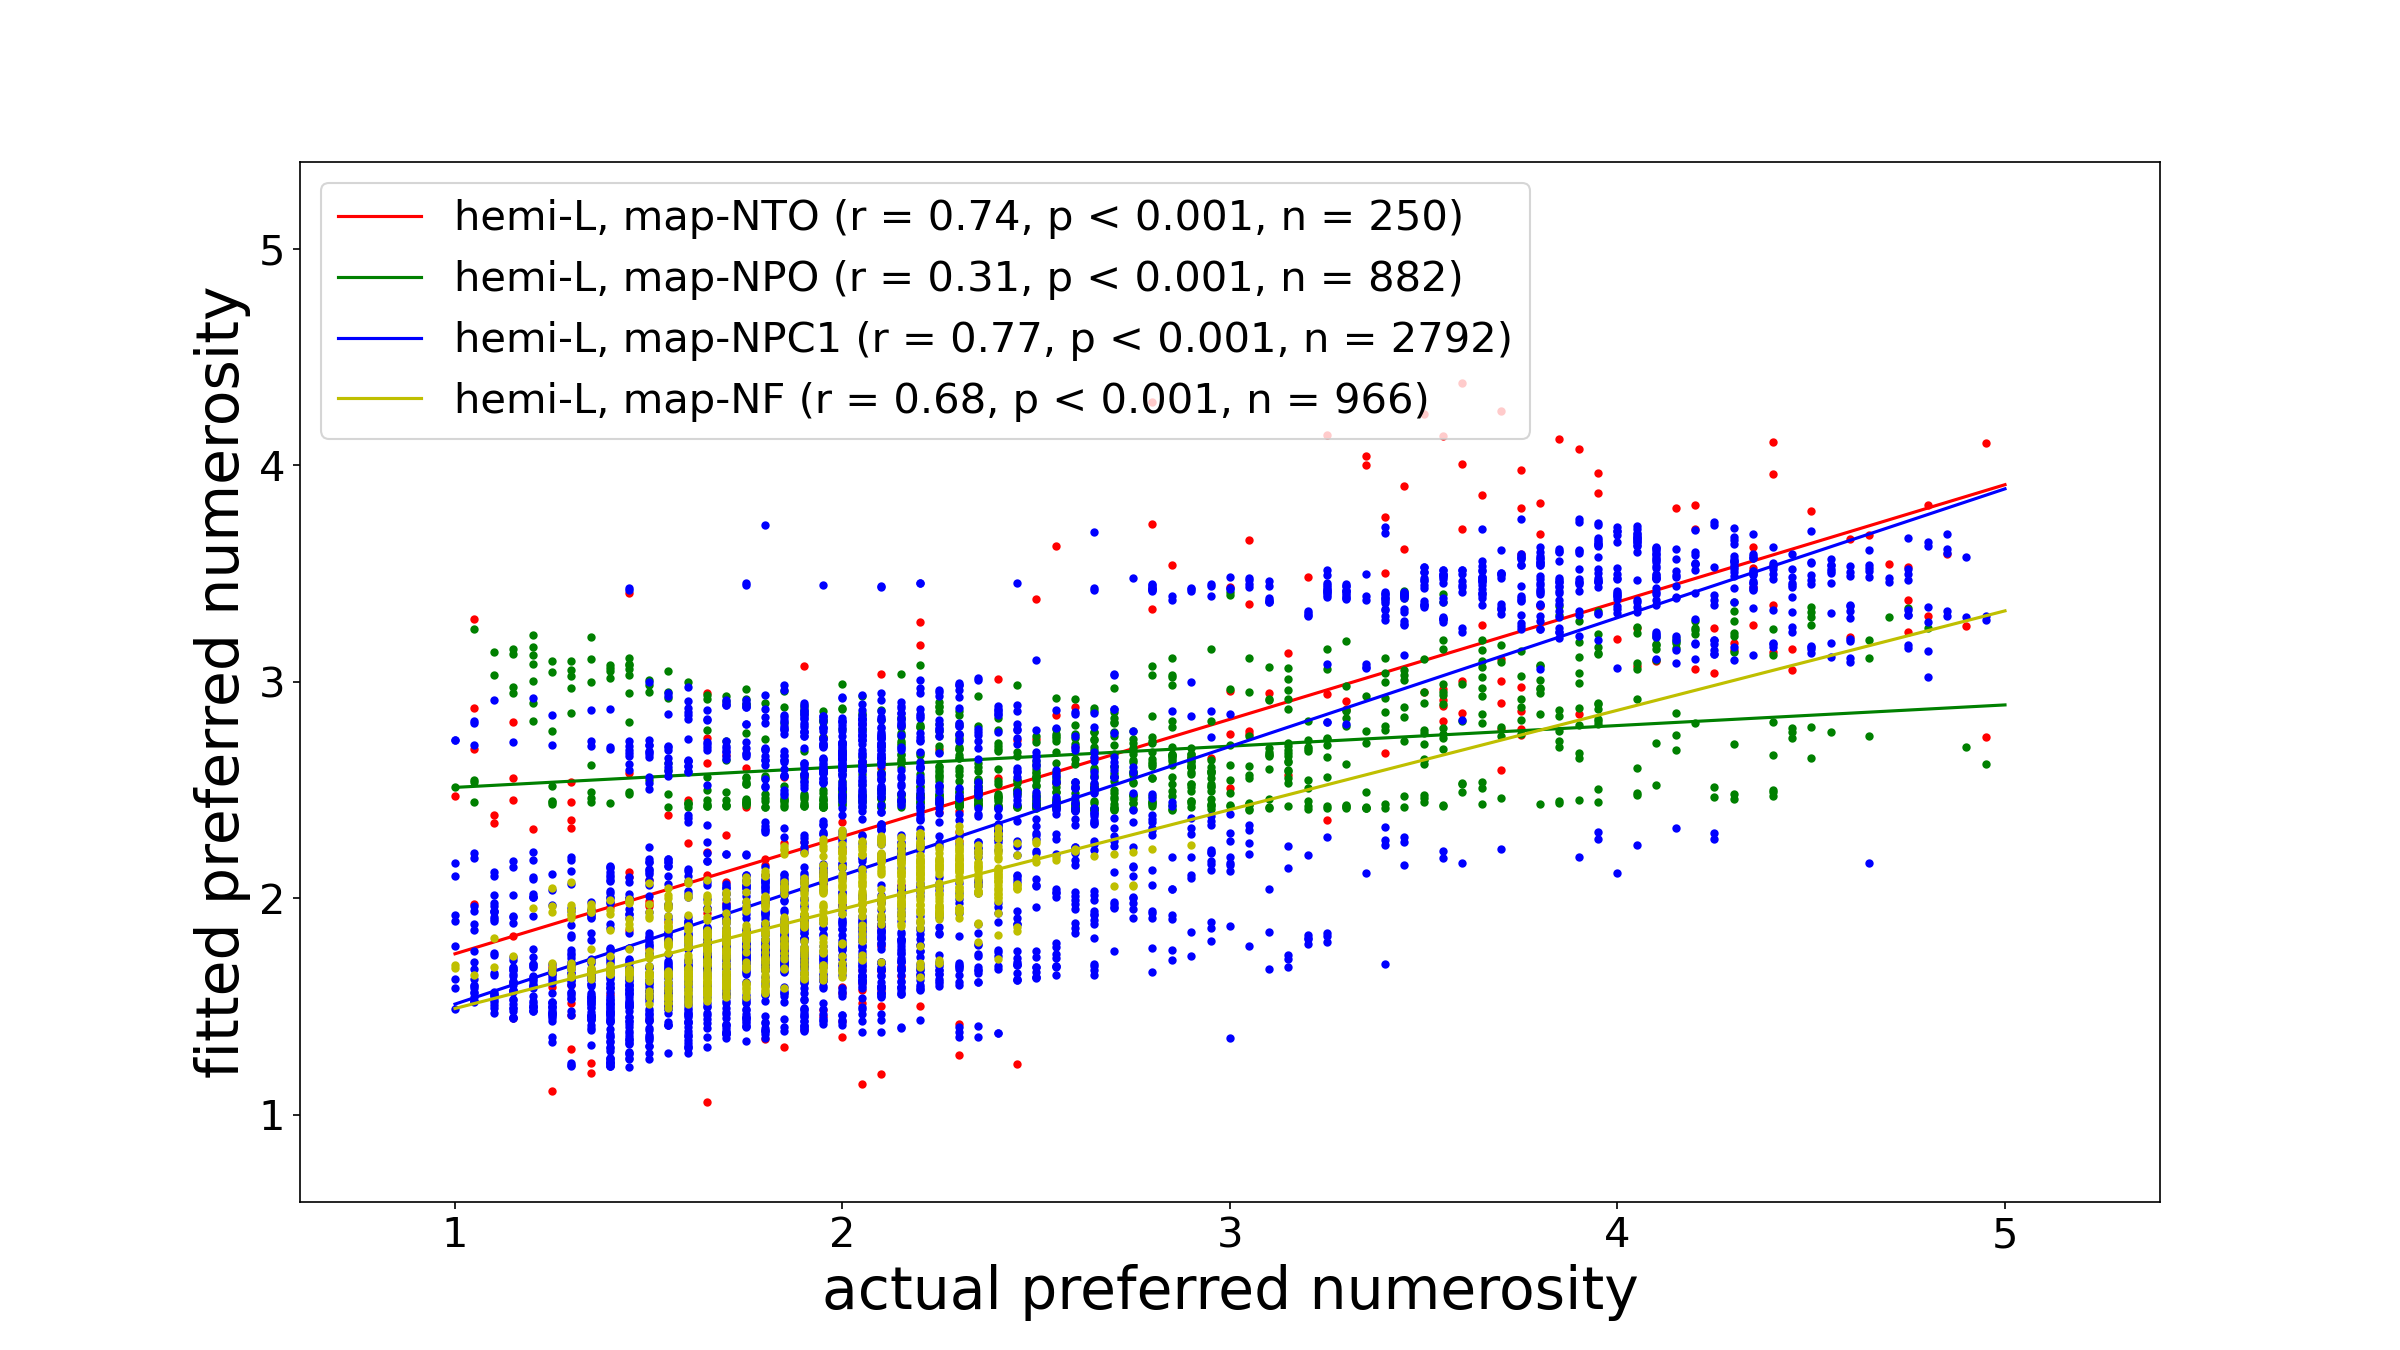 hemi-L, map-NTO (r = 0.74, p < 0.001, n = 250)
hemi-L, map-NPO (r = 0.31, p < 0.001, n = 882)
hemi-L, map-NPC1 (r = 0.77, p < 0.001, n = 2792)
hemi-L, map-NF (r = 0.68, p < 0.001, n = 966)
fitted preferred numerosity
5
4
3
2
1
1 2 3 4 5
actual preferred numerosity